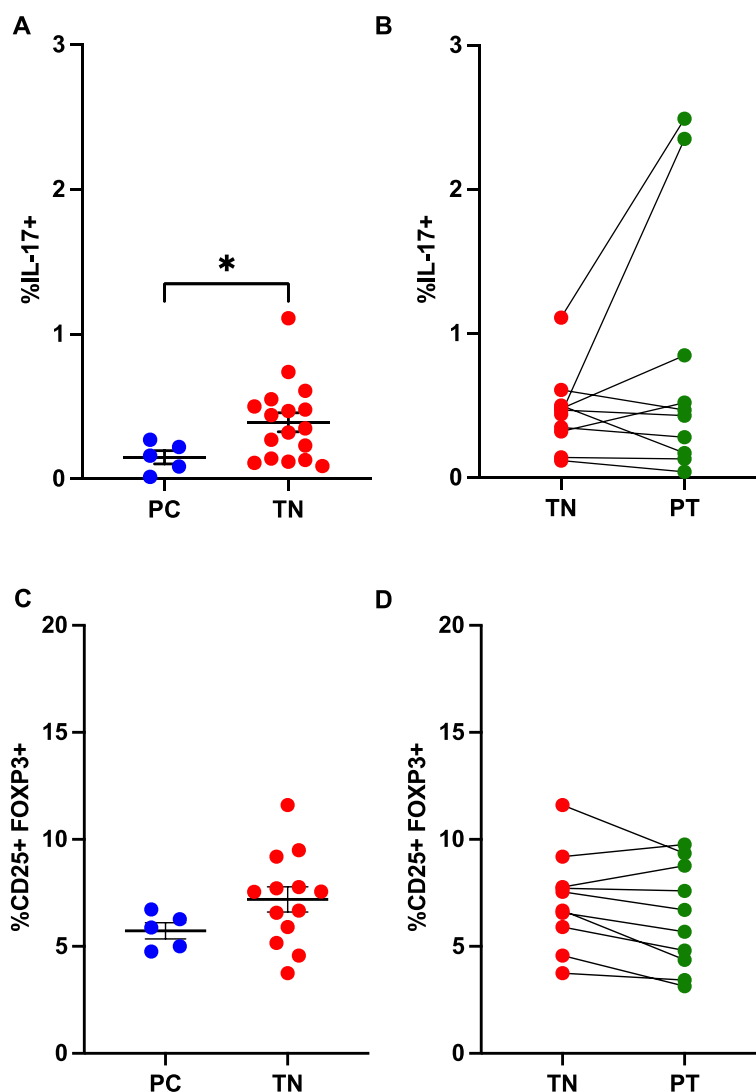 A
%IL-17+
3
2
1
0
*
PC TN
B
%IL-17+
3
2
1
0
TN PT
C
%CD25+ FOXP3+
20
15
10
5
0
PC TN
D
%CD25+ FOXP3+
20
15
10
5
0
TN PT